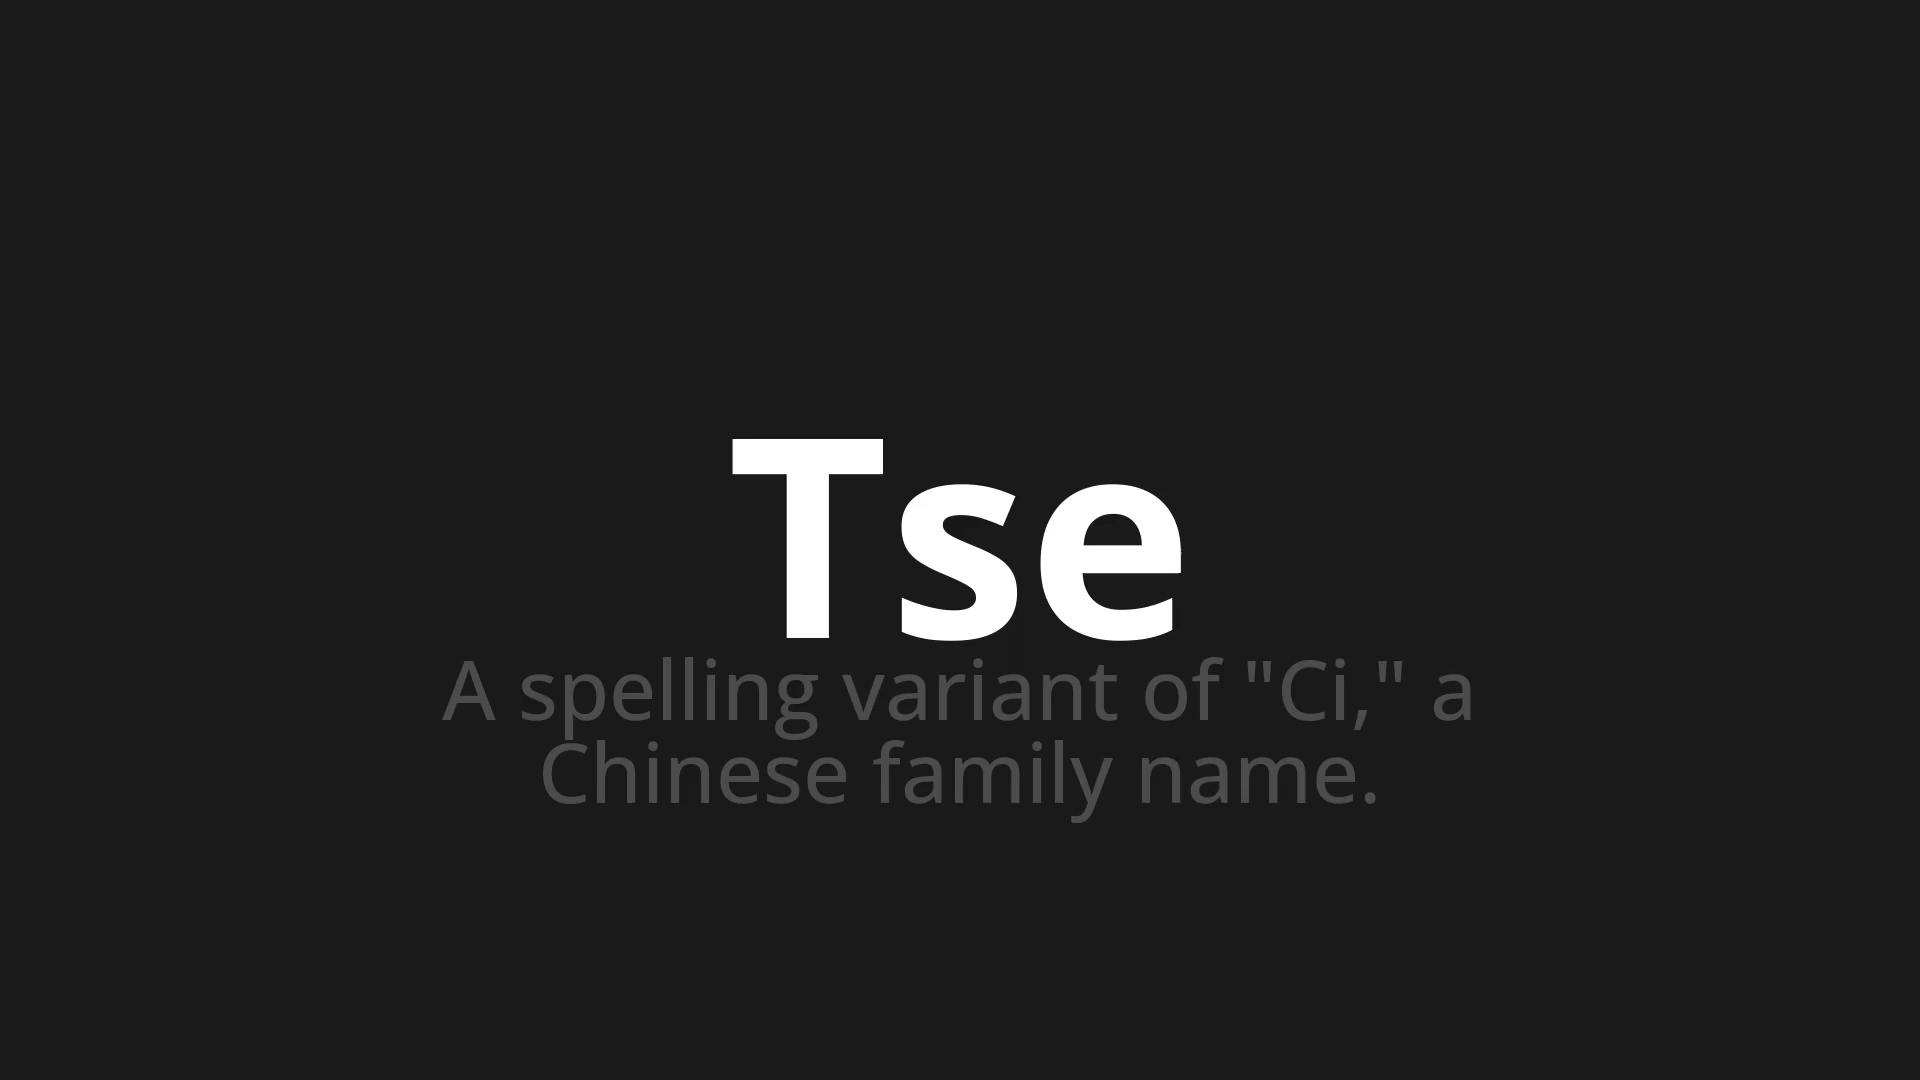 Tse
A spelling variant of "Ci," a
Chinese family name.